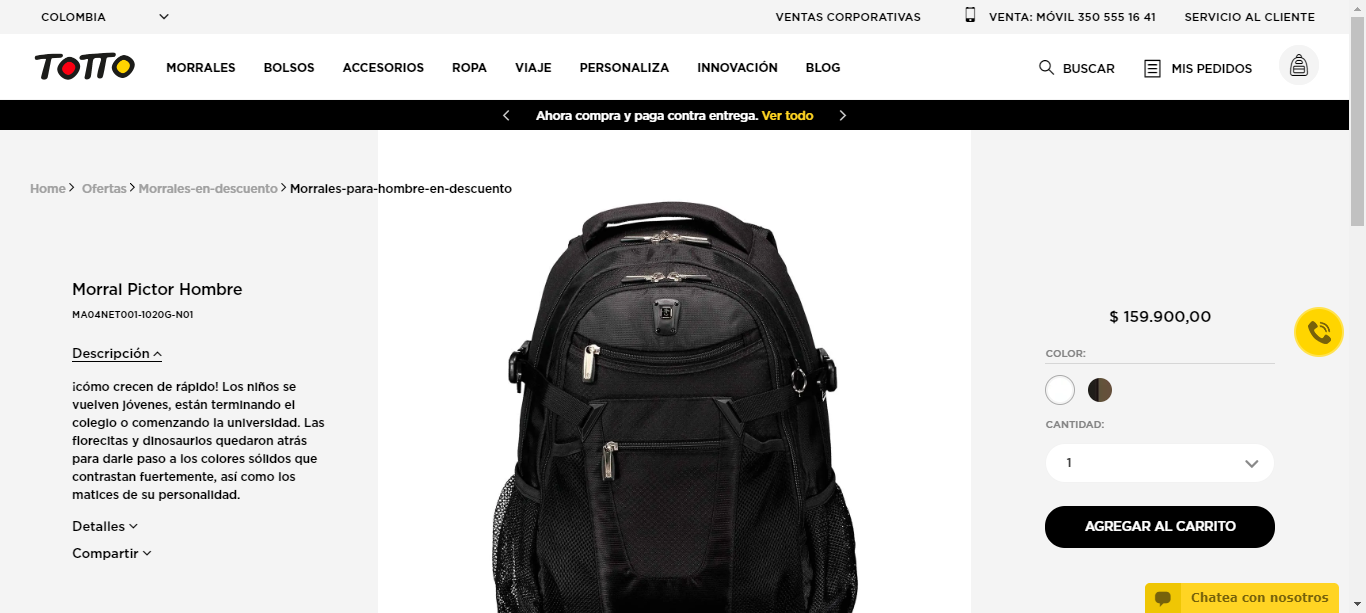 COLOMBIA
VENTAS CORPORATIVAS
VENTA: MÓVIL 350 555 16 41
SERVICIO AL CLIENTE
TOTTO
MORRALES
BOLSOS
ACCESORIOS
ROPA
VIAJE
PERSONALIZA
INNOVACIÓN
BLOG
BUSCAR
MIS PEDIDOS
Ahora compra y paga contra entrega. Ver todo
Home > Ofertas > Morrales-en-descuento > Morrales-para-hombre-en-descuento
Morral Pictor Hombre
MA04NET001-1020G-N01
Descripción
¡cómo crecen de rápido! Los niños se
vuelven jóvenes, están terminando el
colegio o comenzando la universidad. Las
florecitas y dinosaurios quedaron atrás
para darle paso a los colores sólidos que
contrastan fuertemente, así como los
matices de su personalidad.
Detalles
Compartir
$ 159.900,00
COLOR:
CANTIDAD:
1
AGREGAR AL CARRITO
Chatea con nosotros